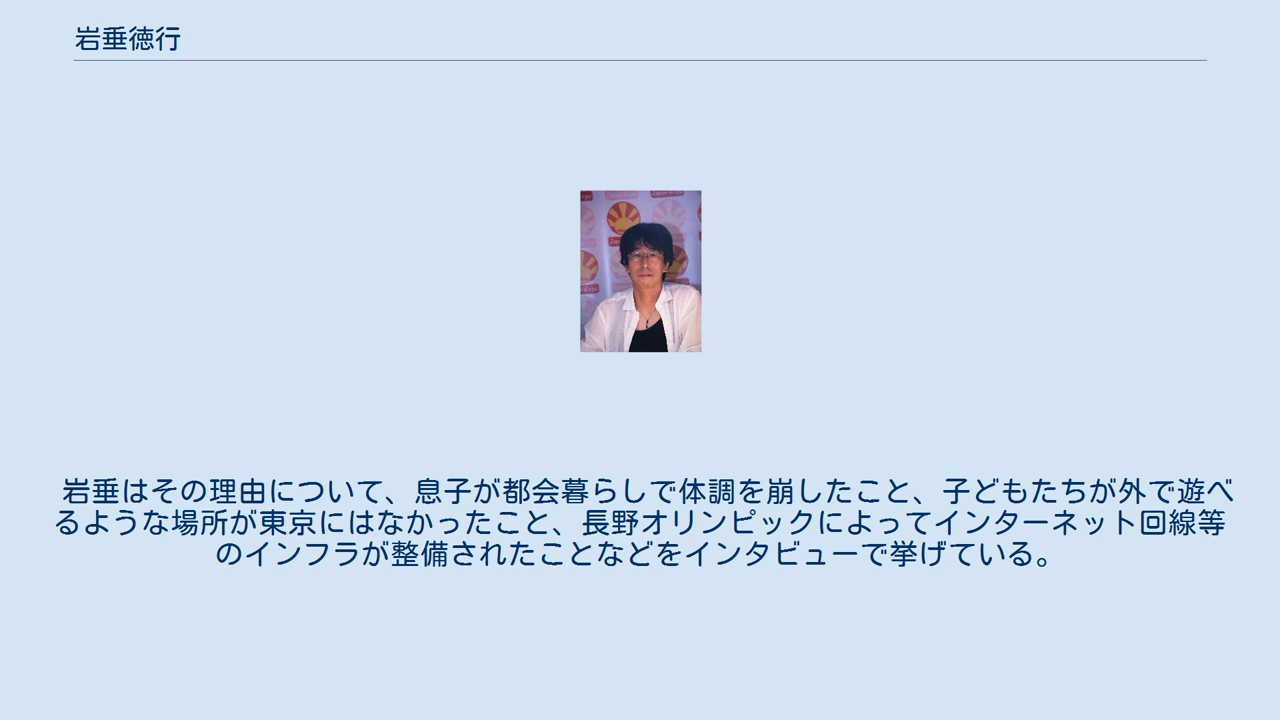 岩垂徳行
岩垂はその理由について、息子が都会暮らしで体調を崩したこと、子どもたちが外で遊べ
るような場所が東京にはなかったこと、長野オリンピックによってインターネット回線等
のインフラが整備されたことなどをインタビューで挙げている。